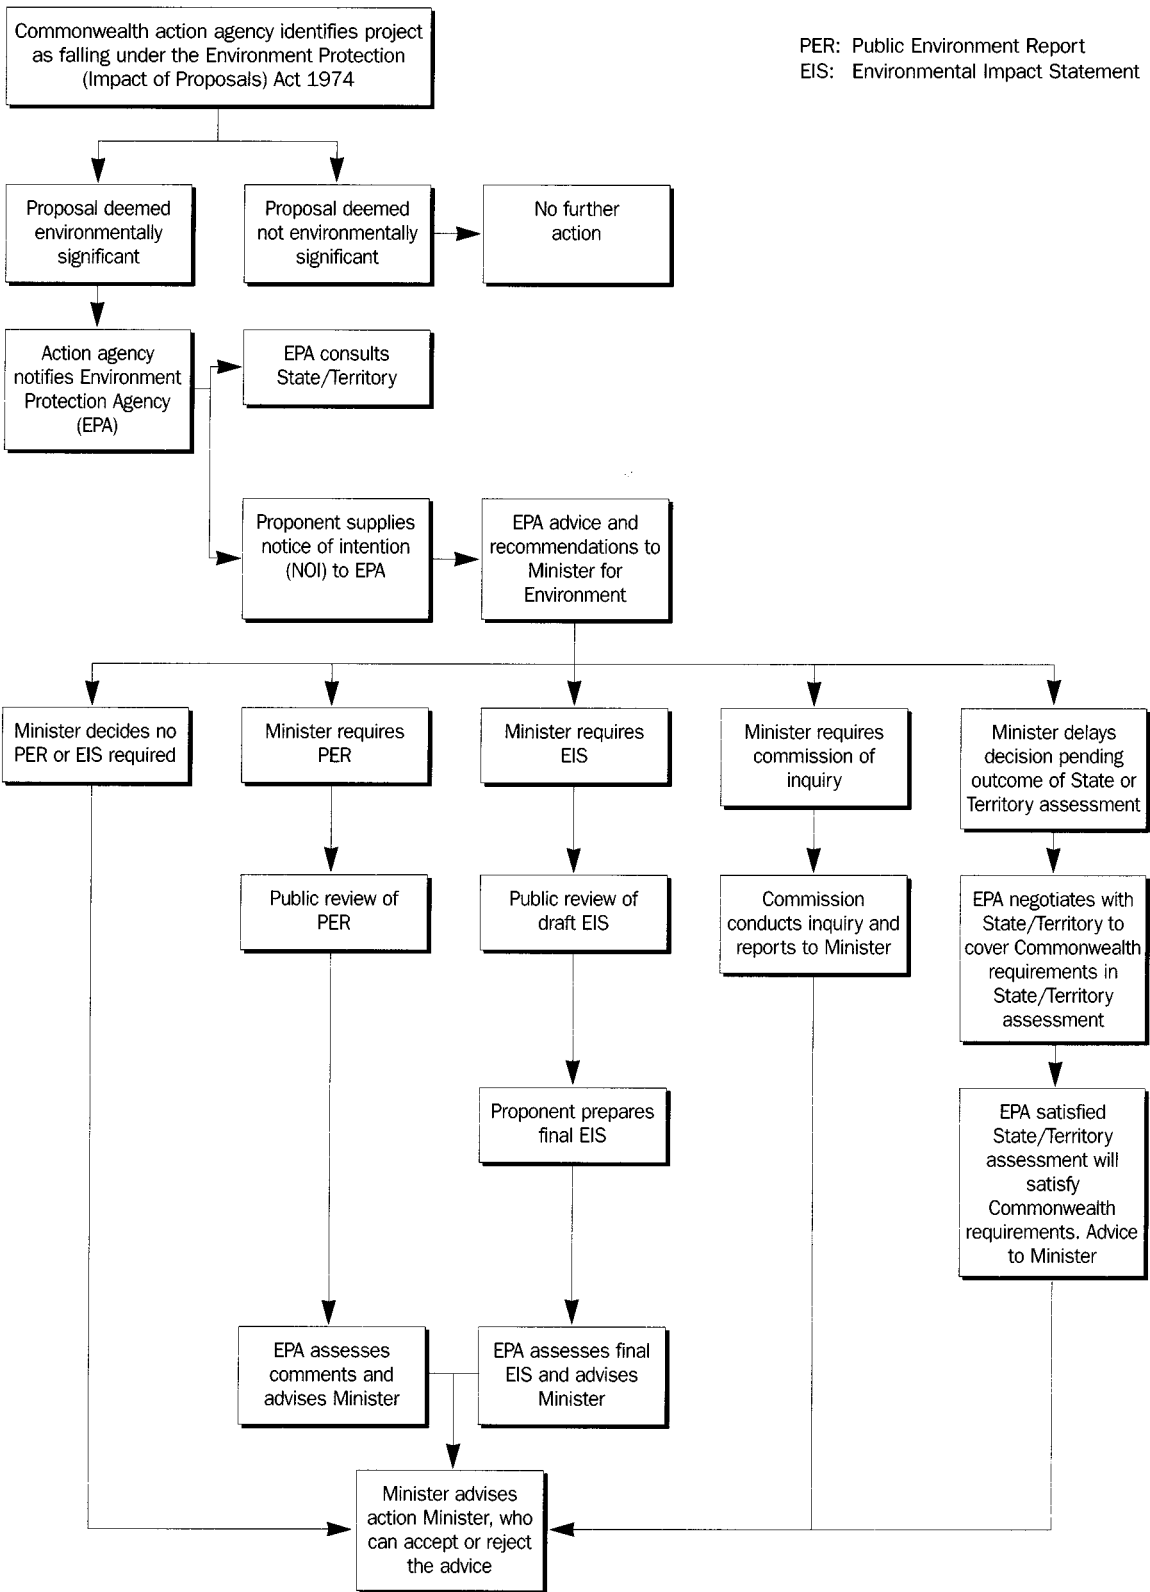 Commonwealth action agency identifies project
as falling under the Environment Protection
(Impact of Proposals) Act 1974
PER: Public Environment Report
EIS: Environmental Impact Statement
Proposal deemed
environmentally
significant
Proposal deemed
not environmentally
significant
No further
action
Action agency
notifies Environment
Protection Agency
(EPA)
EPA consults
State/Territory
Proponent supplies
notice of intention
(NOI) to EPA
EPA advice and
recommendations to
Minister for
Environment
Minister decides no
PER or EIS required
Minister requires
PER
Minister requires
EIS
Minister requires
commission of
inquiry
Minister delays
decision pending
outcome of State or
Territory assessment
Public review of
PER
Public review of
draft EIS
Commission
conducts inquiry and
reports to Minister
EPA negotiates with
State/Territory to
cover Commonwealth
requirements in
State/Territory
assessment
Proponent prepares
final EIS
EPA satisfied
State/Territory
assessment will
satisfy
Commonwealth
requirements. Advice
to Minister
EPA assesses
comments and
advises Minister
EPA assesses final
EIS and advises
Minister
Minister advises
action Minister, who
can accept or reject
the advice